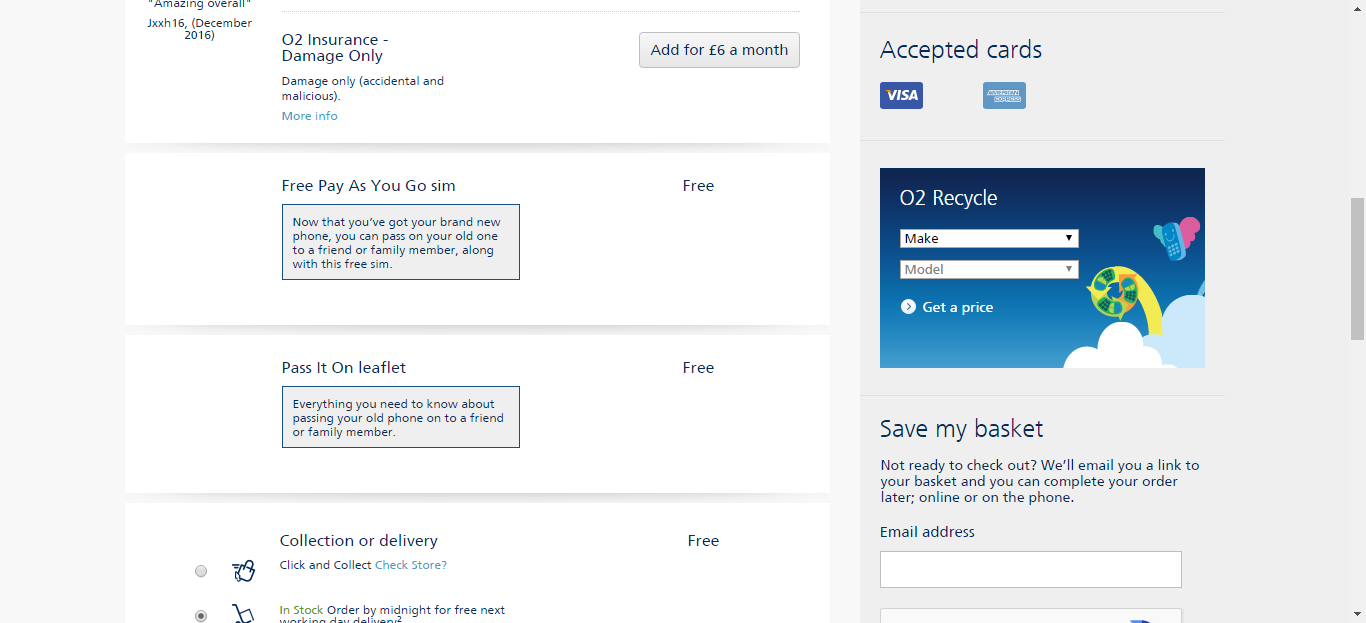 "Amazing overall"
Jxxh16, (December
2016)
O2 Insurance -
Damage Only
Add for £6 a month
Damage only (accidental and
malicious).
More info
Free Pay As You Go sim
Free
Now that you've got your brand new
phone, you can pass on your old one
to a friend or family member, along
with this free sim.
Pass It On leaflet
Free
Everything you need to know about
passing your old phone on to a friend
or family member.
Collection or delivery
Free
Click and Collect Check Store?
In Stock Order by midnight for free next
working day delivery²
Accepted cards
VISA
AMERICAN
EXPRESS
O2 Recycle
Make
Model
Get a price
Save my basket
Not ready to check out? We'll email you a link to
your basket and you can complete your order
later; online or on the phone.
Email address